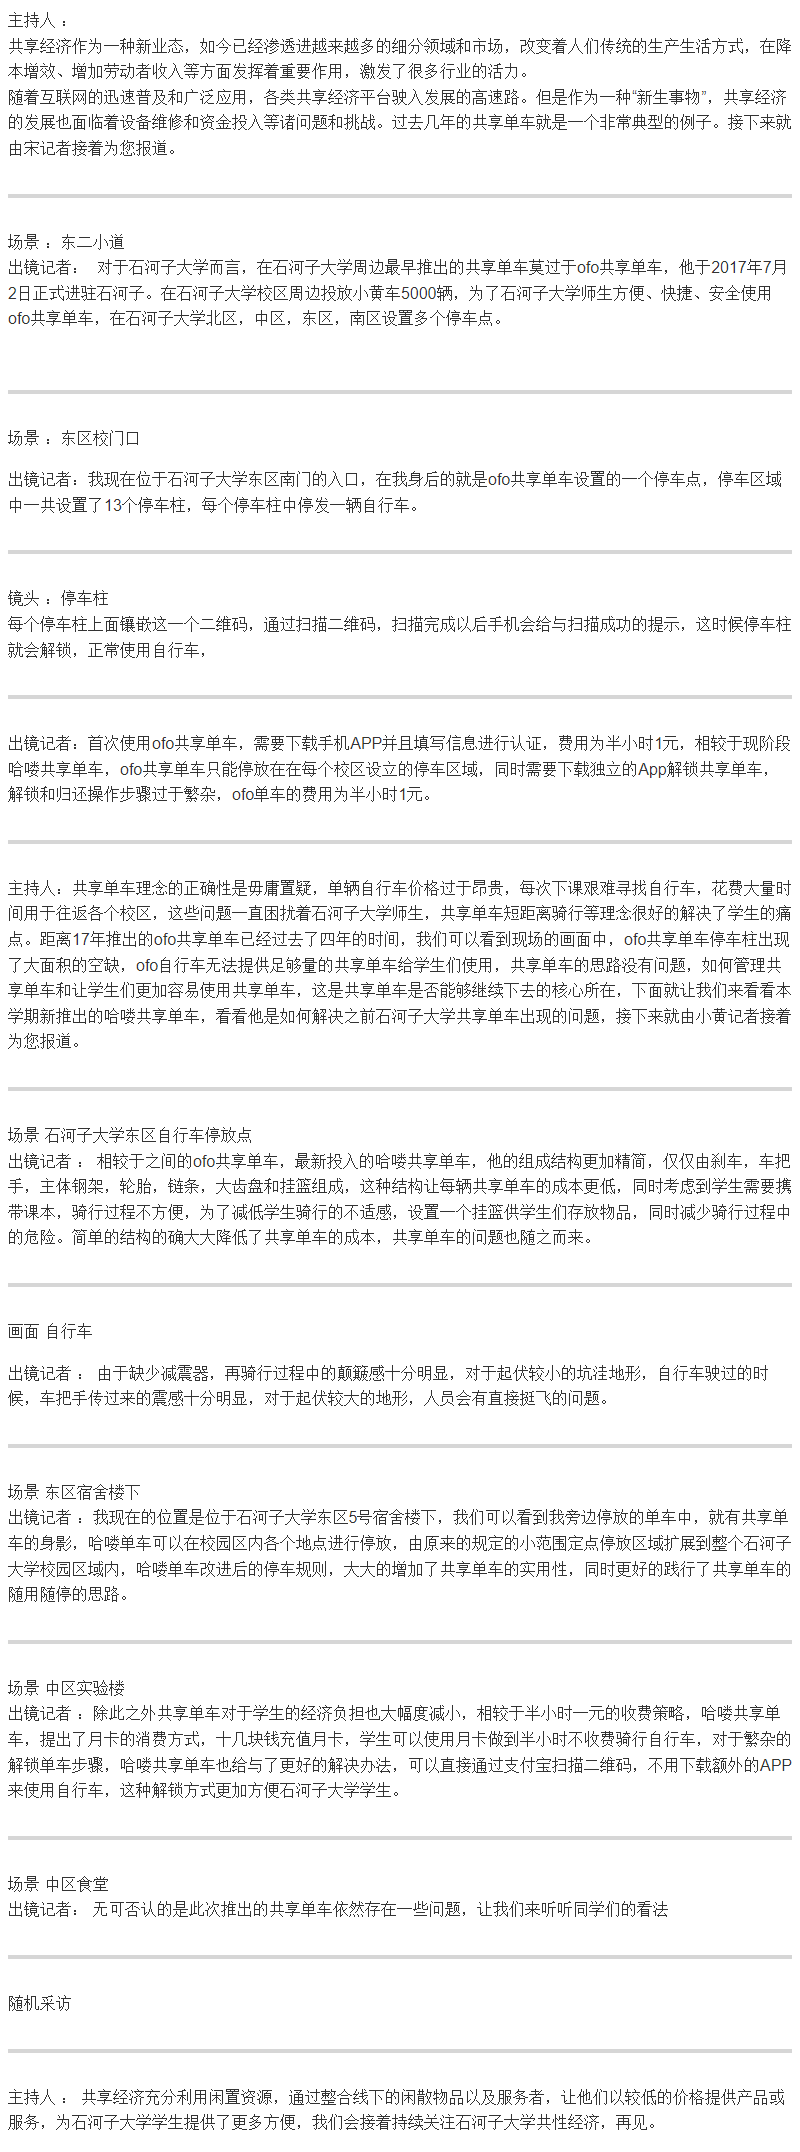 主持人 ：
共享经济作为一种新业态，如今已经渗透进越来越多的细分领域和市场，改变着人们传统的生产生活方式，在降
本增效、增加劳动者收入等方面发挥着重要作用，激发了很多行业的活力。
随着互联网的迅速普及和广泛应用，各类共享经济平台驶入发展的高速路。但是作为一种“新生事物”，共享经济
的发展也面临着设备维修和资金投入等诸问题和挑战。过去几年的共享单车就是一个非常典型的例子。接下来就
由宋记者接着为您报道。
场景 ：东二小道
出镜记者： 对于石河子大学而言，在石河子大学周边最早推出的共享单车莫过于ofo共享单车，他于2017年7月
2日正式进驻石河子。在石河子大学校区周边投放小黄车5000辆，为了石河子大学师生方便、快捷、安全使用
ofo共享单车，在石河子大学北区，中区，东区，南区设置多个停车点。
场景 ：东区校门口
出镜记者：我现在位于石河子大学东区南门的入口，在我身后的就是ofo共享单车设置的一个停车点，停车区域
中一共设置了13个停车柱，每个停车柱中停发一辆自行车。
镜头 ：停车柱
每个停车柱上面镶嵌这一个二维码，通过扫描二维码，扫描完成以后手机会给与扫描成功的提示，这时候停车柱
就会解锁，正常使用自行车，
出镜记者：首次使用ofo共享单车，需要下载手机APP并且填写信息进行认证，费用为半小时1元，相较于现阶段
哈喽共享单车，ofo共享单车只能停放在在每个校区设立的停车区域，同时需要下载独立的App解锁共享单车，
解锁和归还操作步骤过于繁杂，ofo单车的费用为半小时1元。
主持人：共享单车理念的正确性是毋庸置疑，单辆自行车价格过于昂贵，每次下课艰难寻找自行车，花费大量时
间用于往返各个校区，这些问题一直困扰着石河子大学师生，共享单车短距离骑行等理念很好的解决了学生的痛
点。距离17年推出的ofo共享单车已经过去了四年的时间，我们可以看到现场的画面中，ofo共享单车停车柱出现
了大面积的空缺，ofo自行车无法提供足够量的共享单车给学生们使用，共享单车的思路没有问题，如何管理共
享单车和让学生们更加容易使用共享单车，这是共享单车是否能够继续下去的核心所在，下面就让我们来看看本
学期新推出的哈喽共享单车，看看他是如何解决之前石河子大学共享单车出现的问题，接下来就由小黄记者接着
为您报道。
场景 石河子大学东区自行车停放点
出镜记者 ： 相较于之间的ofo共享单车，最新投入的哈喽共享单车，他的组成结构更加精简，仅仅由刹车，车把
手，主体钢架，轮胎，链条，大齿盘和挂篮组成，这种结构让每辆共享单车的成本更低，同时考虑到学生需要携
带课本，骑行过程不方便，为了减低学生骑行的不适感，设置一个挂篮供学生们存放物品，同时减少骑行过程中
的危险。简单的结构的确大大降低了共享单车的成本，共享单车的问题也随之而来。
画面 自行车
出镜记者 ： 由于缺少减震器，再骑行过程中的颠簸感十分明显，对于起伏较小的坑洼地形，自行车驶过的时
候，车把手传过来的震感十分明显，对于起伏较大的地形，人员会有直接挺飞的问题。
场景 东区宿舍楼下
出镜记者 ：我现在的位置是位于石河子大学东区5号宿舍楼下，我们可以看到我旁边停放的单车中，就有共享单
车的身影，哈喽单车可以在校园区内各个地点进行停放，由原来的规定的小范围定点停放区域扩展到整个石河子
大学校园区域内，哈喽单车改进后的停车规则，大大的增加了共享单车的实用性，同时更好的践行了共享单车的
随用随停的思路。
场景 中区实验楼
出镜记者 ：除此之外共享单车对于学生的经济负担也大幅度减小，相较于半小时一元的收费策略，哈喽共享单
车，提出了月卡的消费方式，十几块钱充值月卡，学生可以使用月卡做到半小时不收费骑行自行车，对于繁杂的
解锁单车步骤，哈喽共享单车也给与了更好的解决办法，可以直接通过支付宝扫描二维码，不用下载额外的APP
来使用自行车，这种解锁方式更加方便石河子大学学生。
场景 中区食堂
出镜记者： 无可否认的是此次推出的共享单车依然存在一些问题，让我们来听听同学们的看法
随机采访
主持人 ： 共享经济充分利用闲置资源，通过整合线下的闲散物品以及服务者，让他们以较低的价格提供产品或
服务，为石河子大学学生提供了更多方便，我们会接着持续关注石河子大学共性经济，再见。